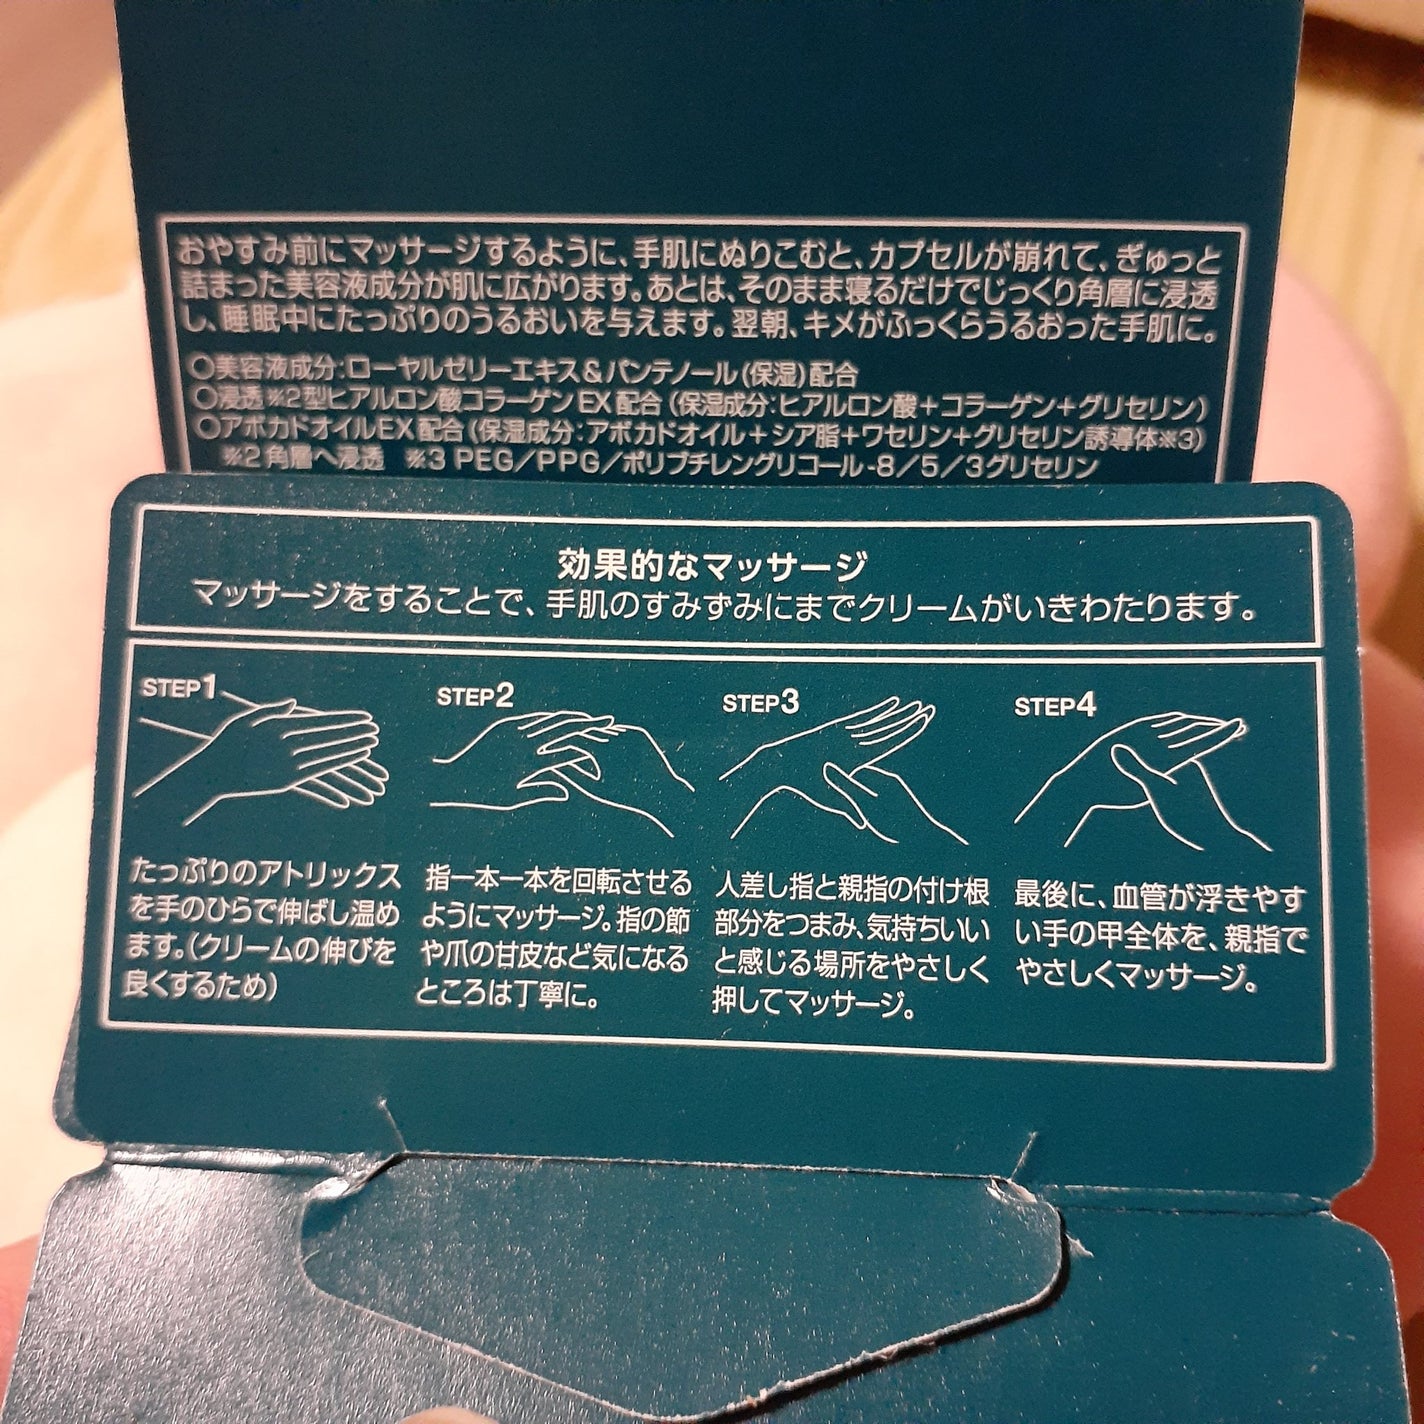 おやすみ前にマッサージするように、手肌にぬりこむと、カプセルが崩れて、ぎゅっと
詰まった美容液成分が肌に広がります。あとは、そのまま寝るだけでじっくり角層に浸透
し、睡眠中にたっぷりのうるおいを与えます。翌朝、キメがふっくらうるおった手肌に。
○美容液成分:ローヤルゼリーエキス&パンテノール(保湿)配合
○浸透※2型ヒアルロン酸コラーゲンEX配合(保湿成分:ヒアルロン酸+コラーゲン+グリセリン)
○アボカドオイルEX配合(保湿成分:アボカドオイル+シア脂+ワセリン+グリセリン誘導体※3)
※2 角層へ浸透 ※3 PEG/PPG/ポリブチレングリコール-8/5/3グリセリン
効果的なマッサージ
マッサージをすることで、手肌のすみずみにまでクリームがいきわたります。
STEP1
たっぷりのアトリックス
を手のひらで伸ばし温め
ます。(クリームの伸びを
良くするため)
STEP2
指一本一本を回転させる
ようにマッサージ。指の節
や爪の甘皮など気になる
ところは丁寧に。
STEP3
人差し指と親指の付け根
部分をつまみ、気持ちいい
と感じる場所をやさしく
押してマッサージ。
STEP4
最後に、血管が浮きやす
い手の甲全体を、親指で
やさしくマッサージ。